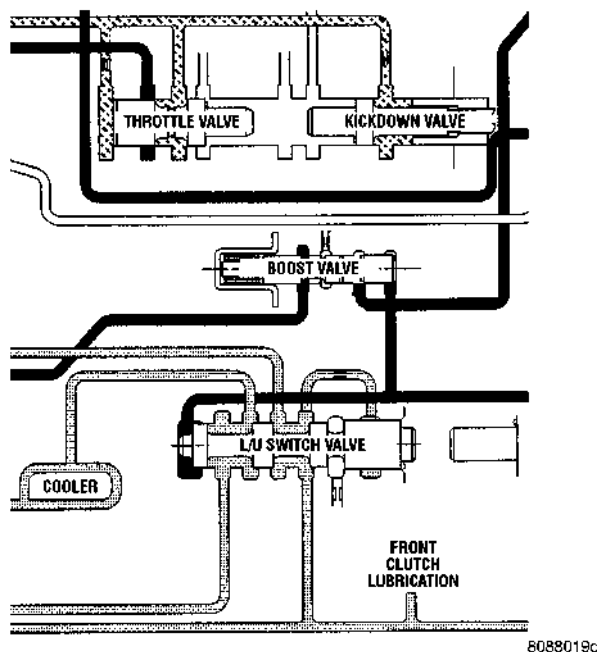 THROTTLE VALVE
KICKDOWN VALVE
BOOST VALVE
L/U SWITCH VALVE
COOLER
FRONT
CLUTCH
LUBRICATION
8088019c